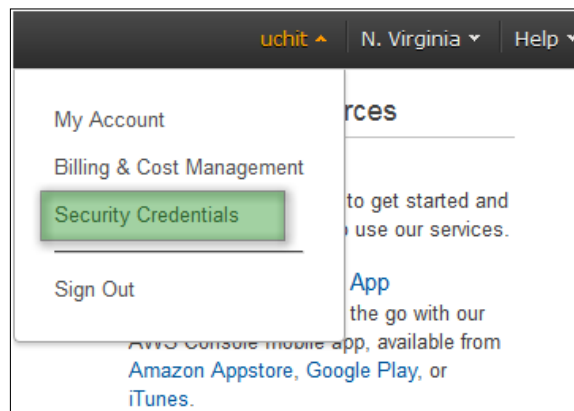 uchit N. Virginia Help
My Account
Billing & Cost Management
Security Credentials
Sign Out
rces
to get started and
use our services.
App
the go with our
AWS Console mobile app, available from
Amazon Appstore, Google Play, or
iTunes.